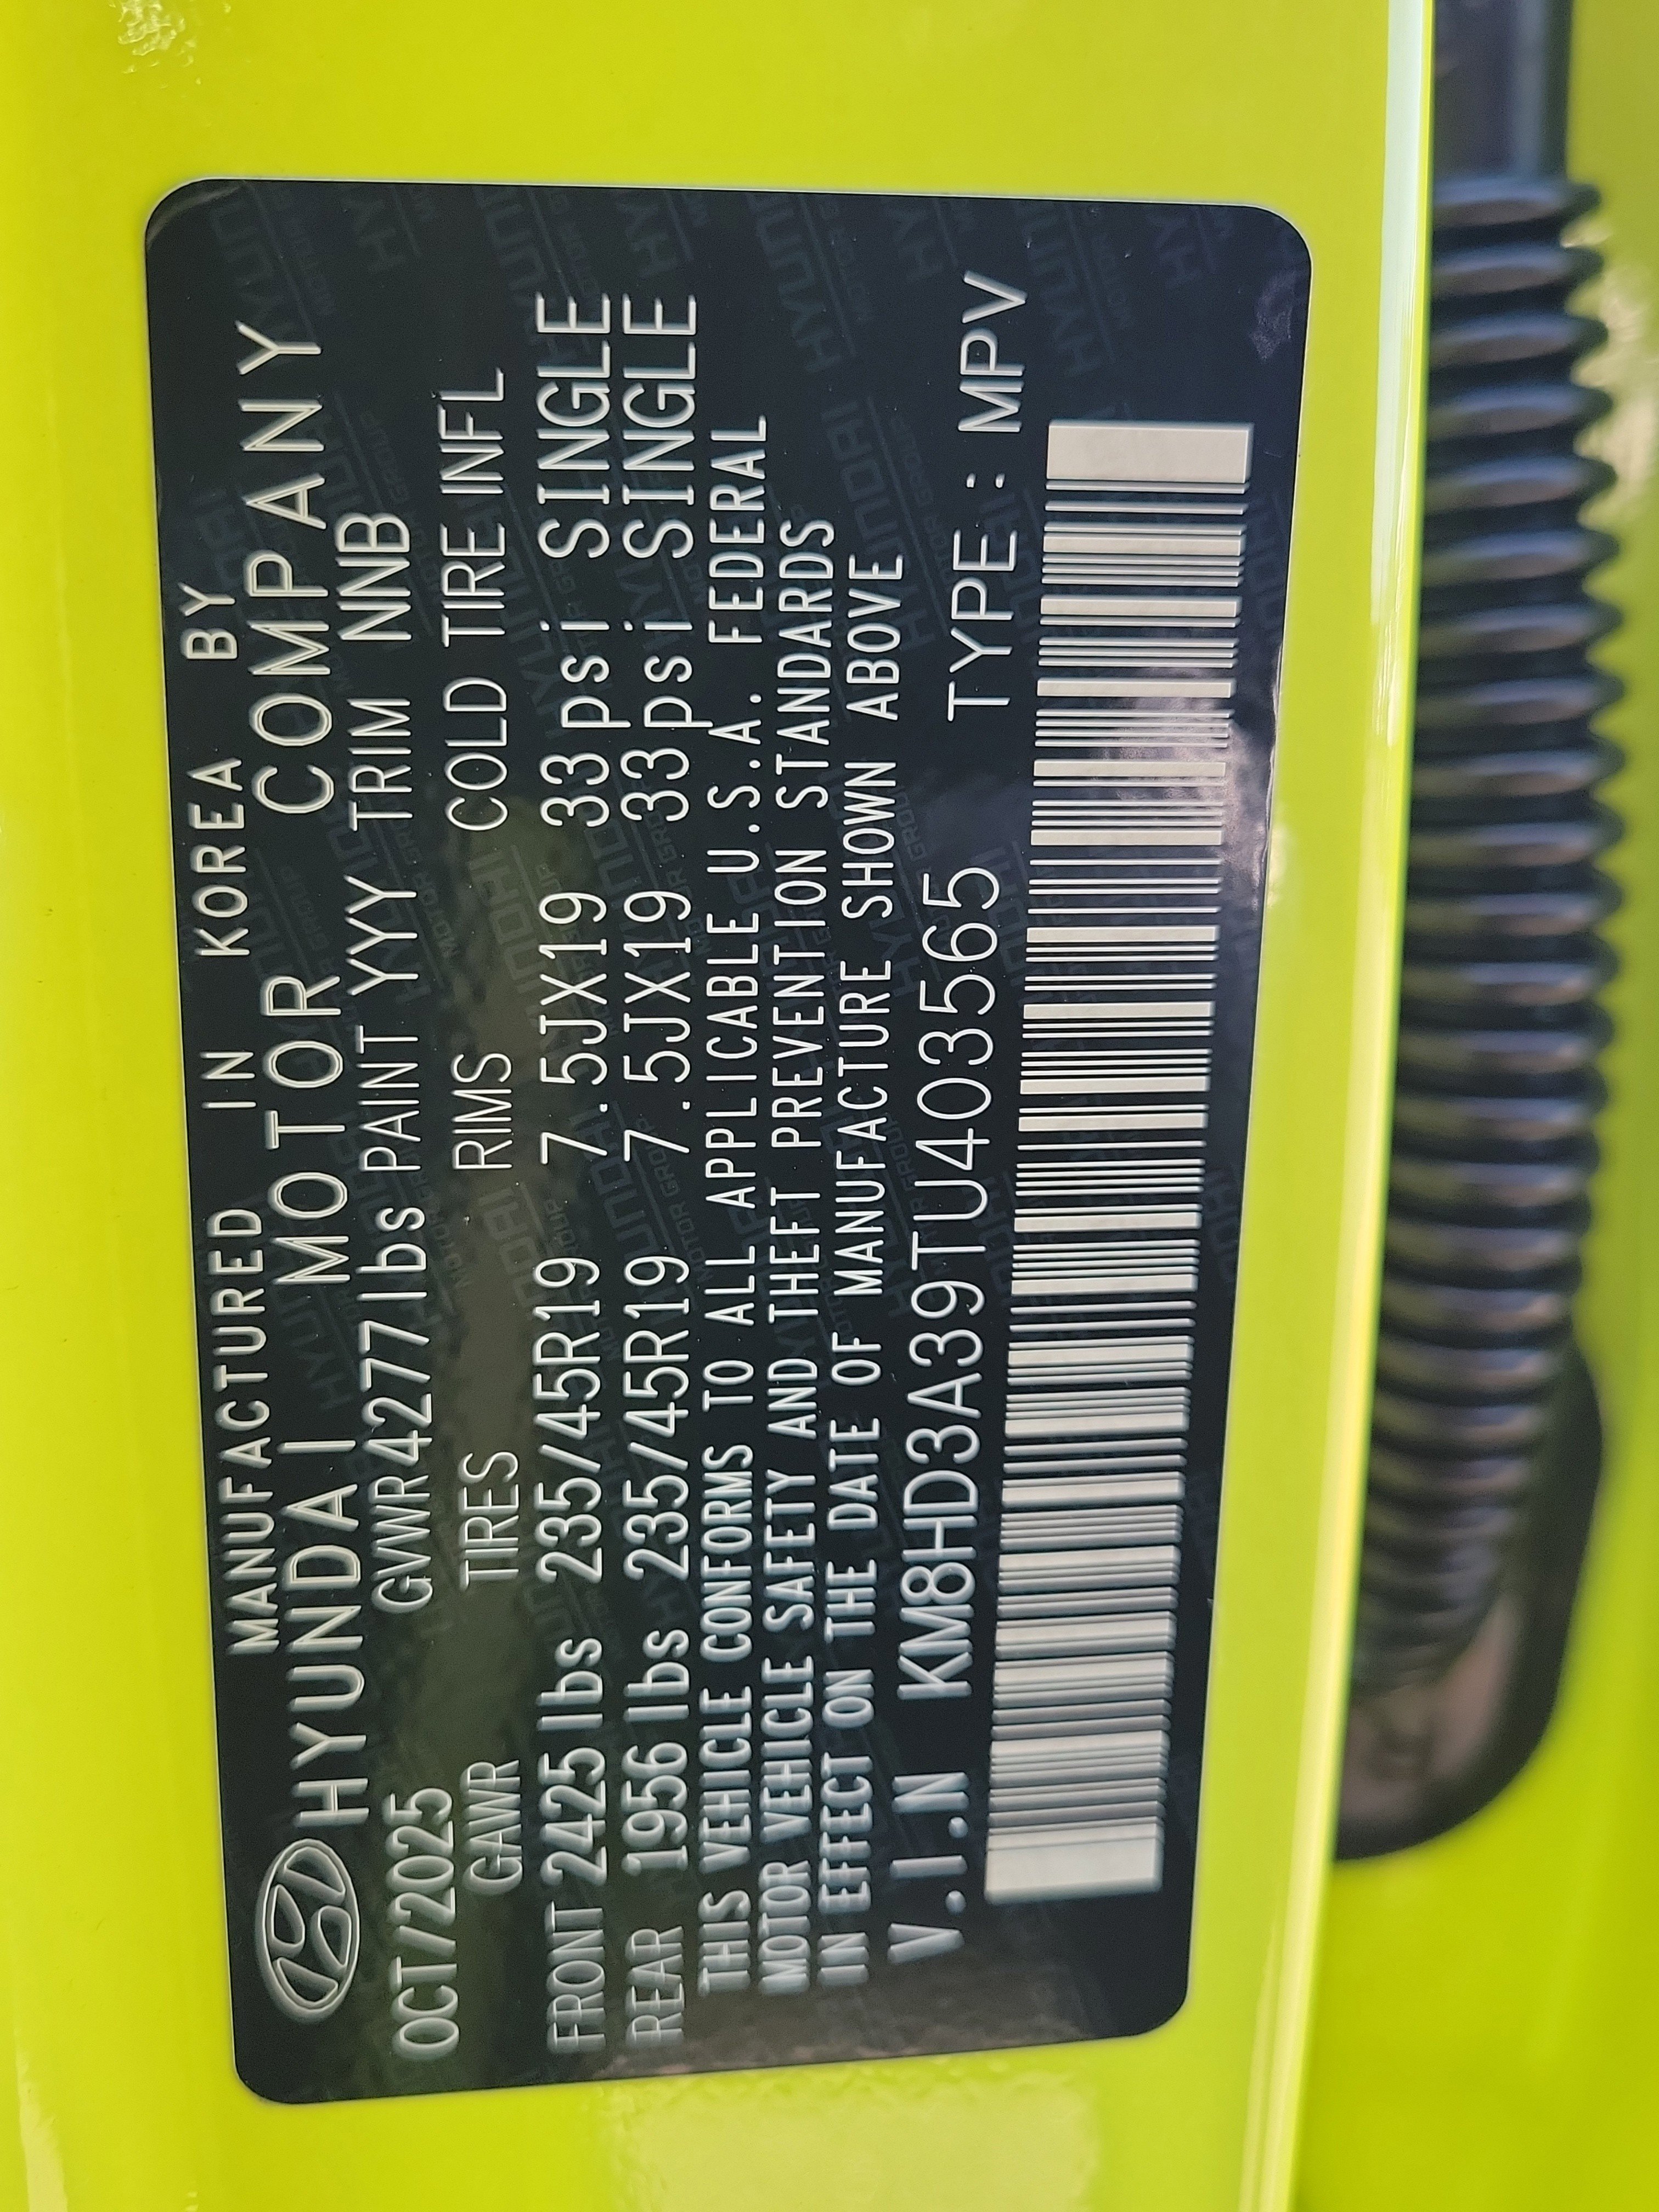 MANUFACTURED IN KOREA BY
HYUNDAI MOTOR COMPANY
OCT/2025 GVWR 4277 lbs PAINT YYY TRIM NNB
GAWR TIRES RIMS COLD TIRE INFL
FRONT 2425 lbs 235/45R19 7.5JX19 33 psi SINGLE
REAR 1956 lbs 235/45R19 7.5JX19 33 psi SINGLE
THIS VEHICLE CONFORMS TO ALL APPLICABLE U.S.A. FEDERAL
MOTOR VEHICLE SAFETY AND THEFT PREVENTION STANDARDS
IN EFFECT ON THE DATE OF MANUFACTURE SHOWN ABOVE
V.I.N KM8HD3A39TU403565 TYPE : MPV